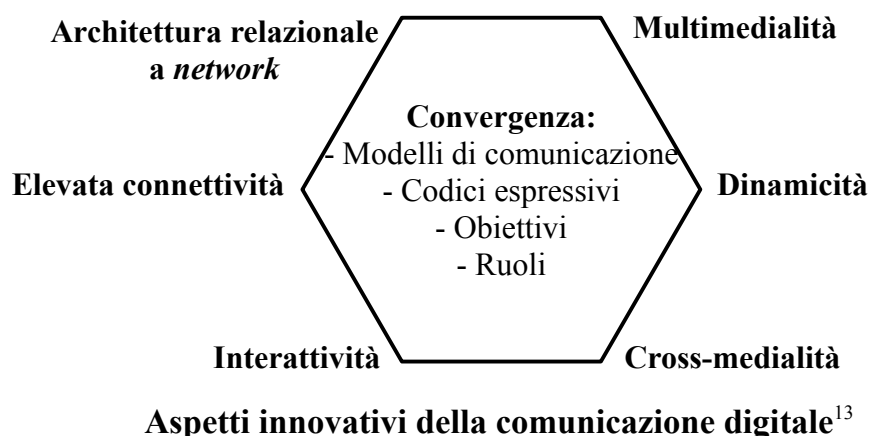 Architettura relazionale
a network
Multimedialità
Convergenza:
- Modelli di comunicazione
- Codici espressivi
- Obiettivi
- Ruoli
Elevata connettività
Dinamicità
Interattività
Cross-medialità
Aspetti innovativi della comunicazione digitale13